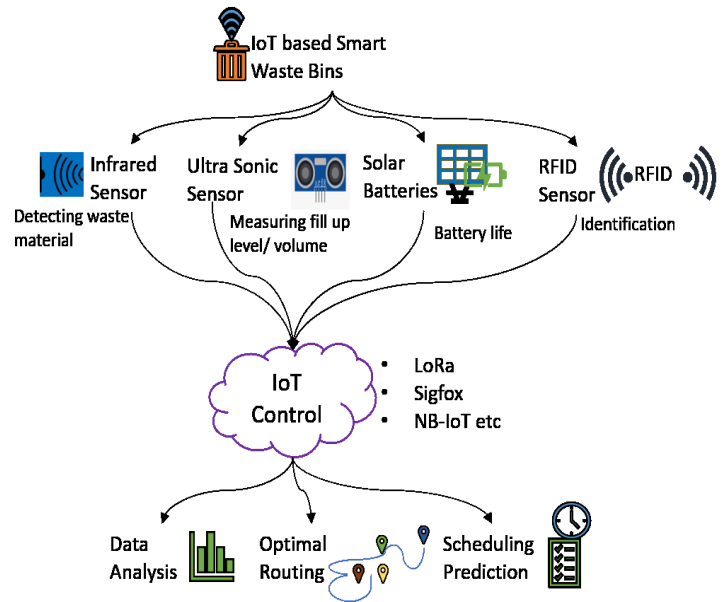 IoT based Smart
Waste Bins
Infrared
Sensor
Detecting waste
material
Ultra Sonic
Sensor
Measuring fill up
level/ volume
Solar
Batteries
Battery life
RFID
Sensor
RFID
Identification
IoT
Control
• LoRa
• Sigfox
• NB-IoT etc
Data
Analysis
Optimal
Routing
Scheduling
Prediction